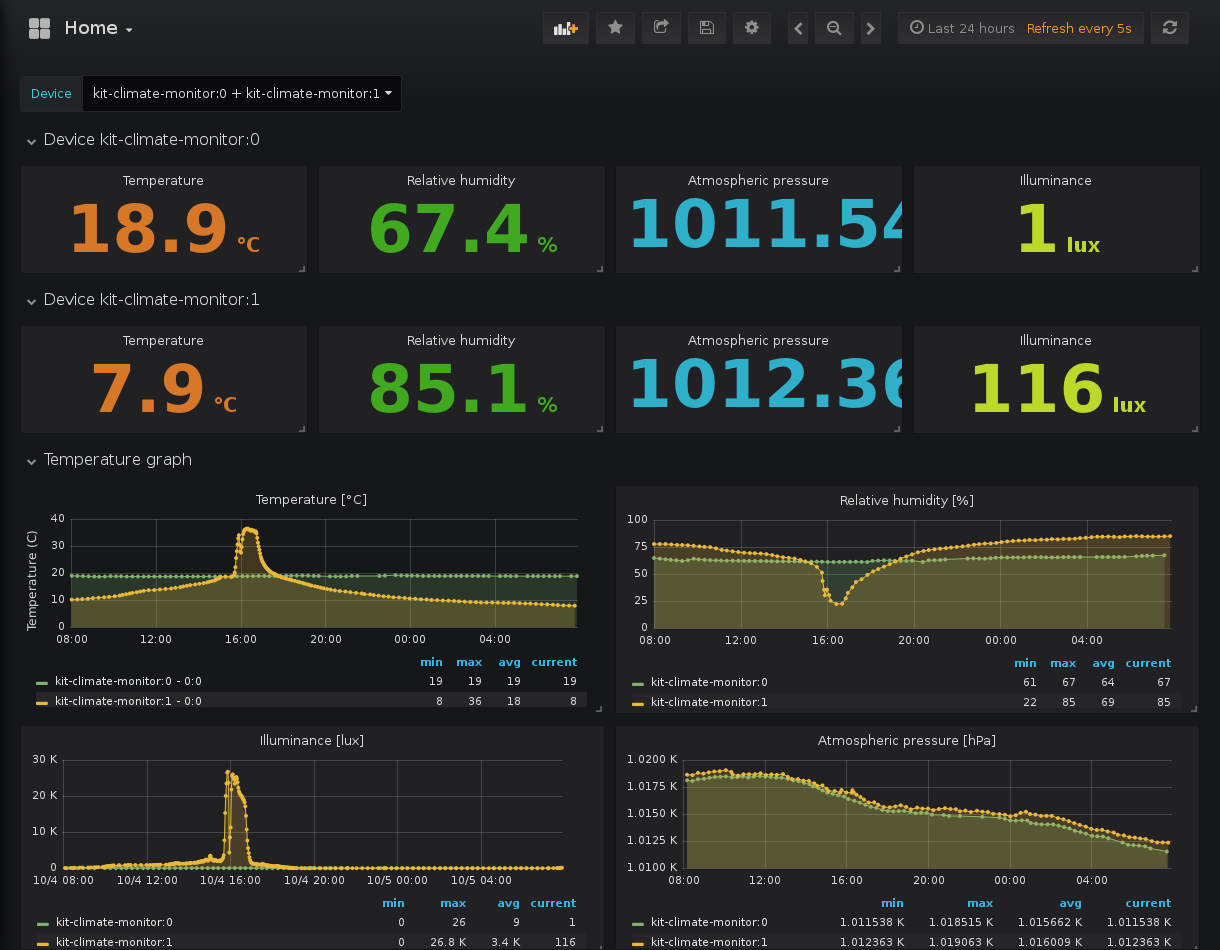 Home
Last 24 hours Refresh every 5s
Device kit-climate-monitor:0 + kit-climate-monitor:1
Device kit-climate-monitor:0
Temperature Relative humidity Atmospheric pressure Illuminance
18.9 °C 67.4 % 1011.54 1 lux
Device kit-climate-monitor:1
Temperature Relative humidity Atmospheric pressure Illuminance
7.9 °C 85.1 % 1012.36 116 lux
Temperature graph
Temperature [°C]
Temperature (C)
40
30
20
10
0
08:00 12:00 16:00 20:00 00:00 04:00
min max avg current
kit-climate-monitor:0 - 0:0 19 19 19 19
kit-climate-monitor:1 - 0:0 8 36 18 8
Relative humidity [%]
100
75
50
25
0
08:00 12:00 16:00 20:00 00:00 04:00
min max avg current
kit-climate-monitor:0 61 67 64 67
kit-climate-monitor:1 22 85 69 85
Illuminance [lux]
30 K
20 K
10 K
0
10/4 08:00 10/4 12:00 10/4 16:00 10/4 20:00 10/5 00:00 10/5 04:00
min max avg current
kit-climate-monitor:0 0 26 9 1
kit-climate-monitor:1 0 26.8 K 3.4 K 116
Atmospheric pressure [hPa]
1.0200 K
1.0175 K
1.0150 K
1.0125 K
1.0100 K
08:00 12:00 16:00 20:00 00:00 04:00
min max avg current
kit-climate-monitor:0 1.011538 K 1.018515 K 1.015662 K 1.011538 K
kit-climate-monitor:1 1.012363 K 1.019063 K 1.016009 K 1.012363 K